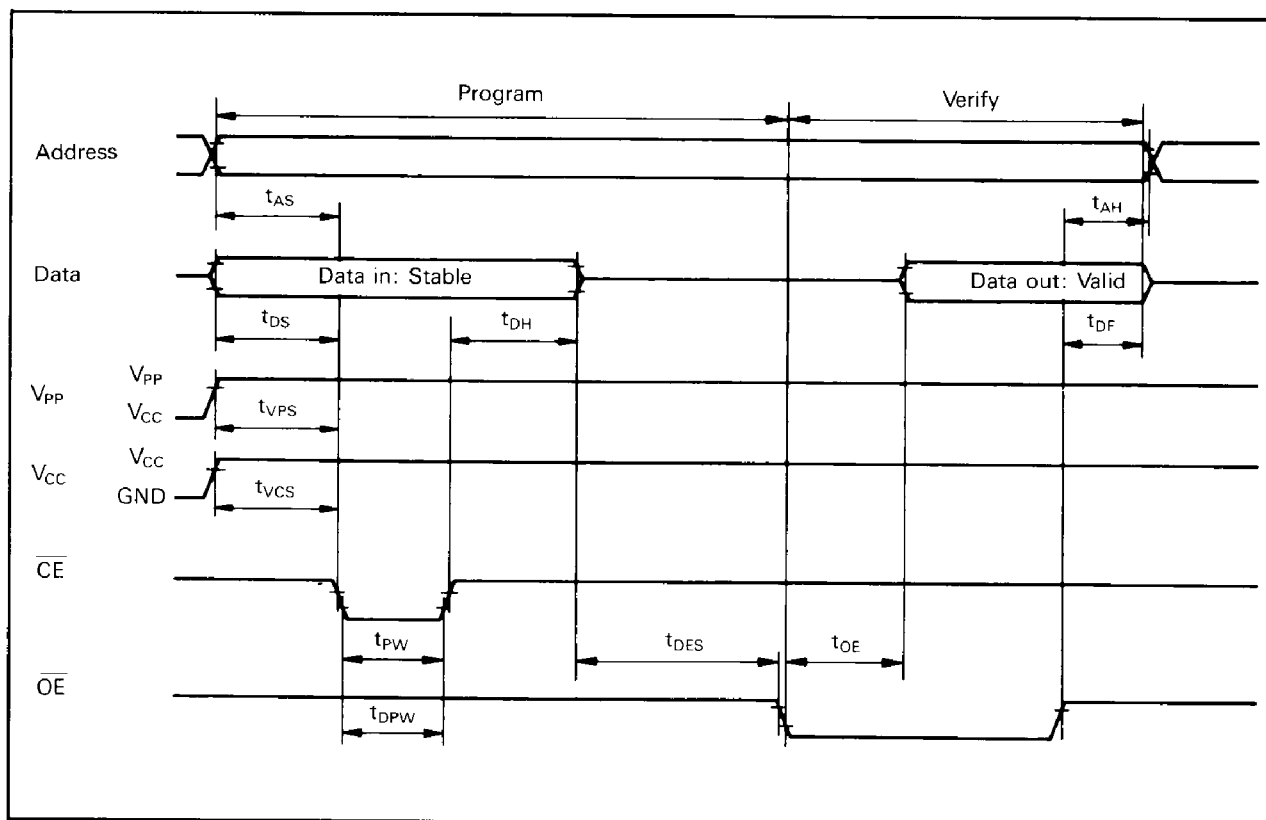 Program
Verify
Address
tAS
tAH
Data
Data in: Stable
Data out: Valid
tDS
tDH
tDF
VPP
VPP
VCC
tVPS
VCC
VCC
GND
tVCS
CE
tPW
tDES
tOE
OE
tDPW